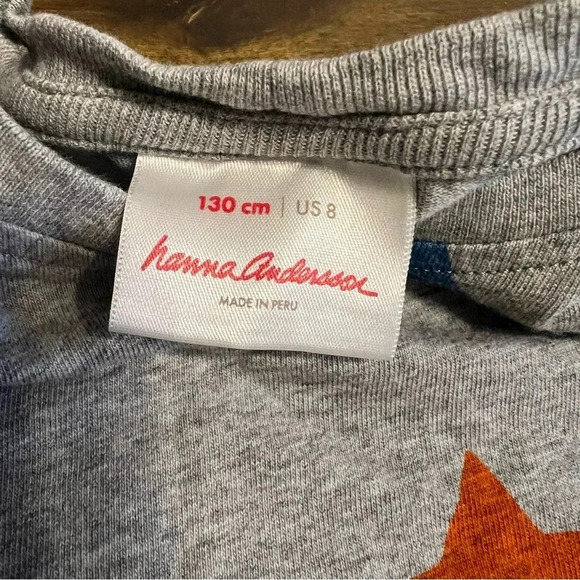 130 cm | US 8
hanna Andersson
MADE IN PERU